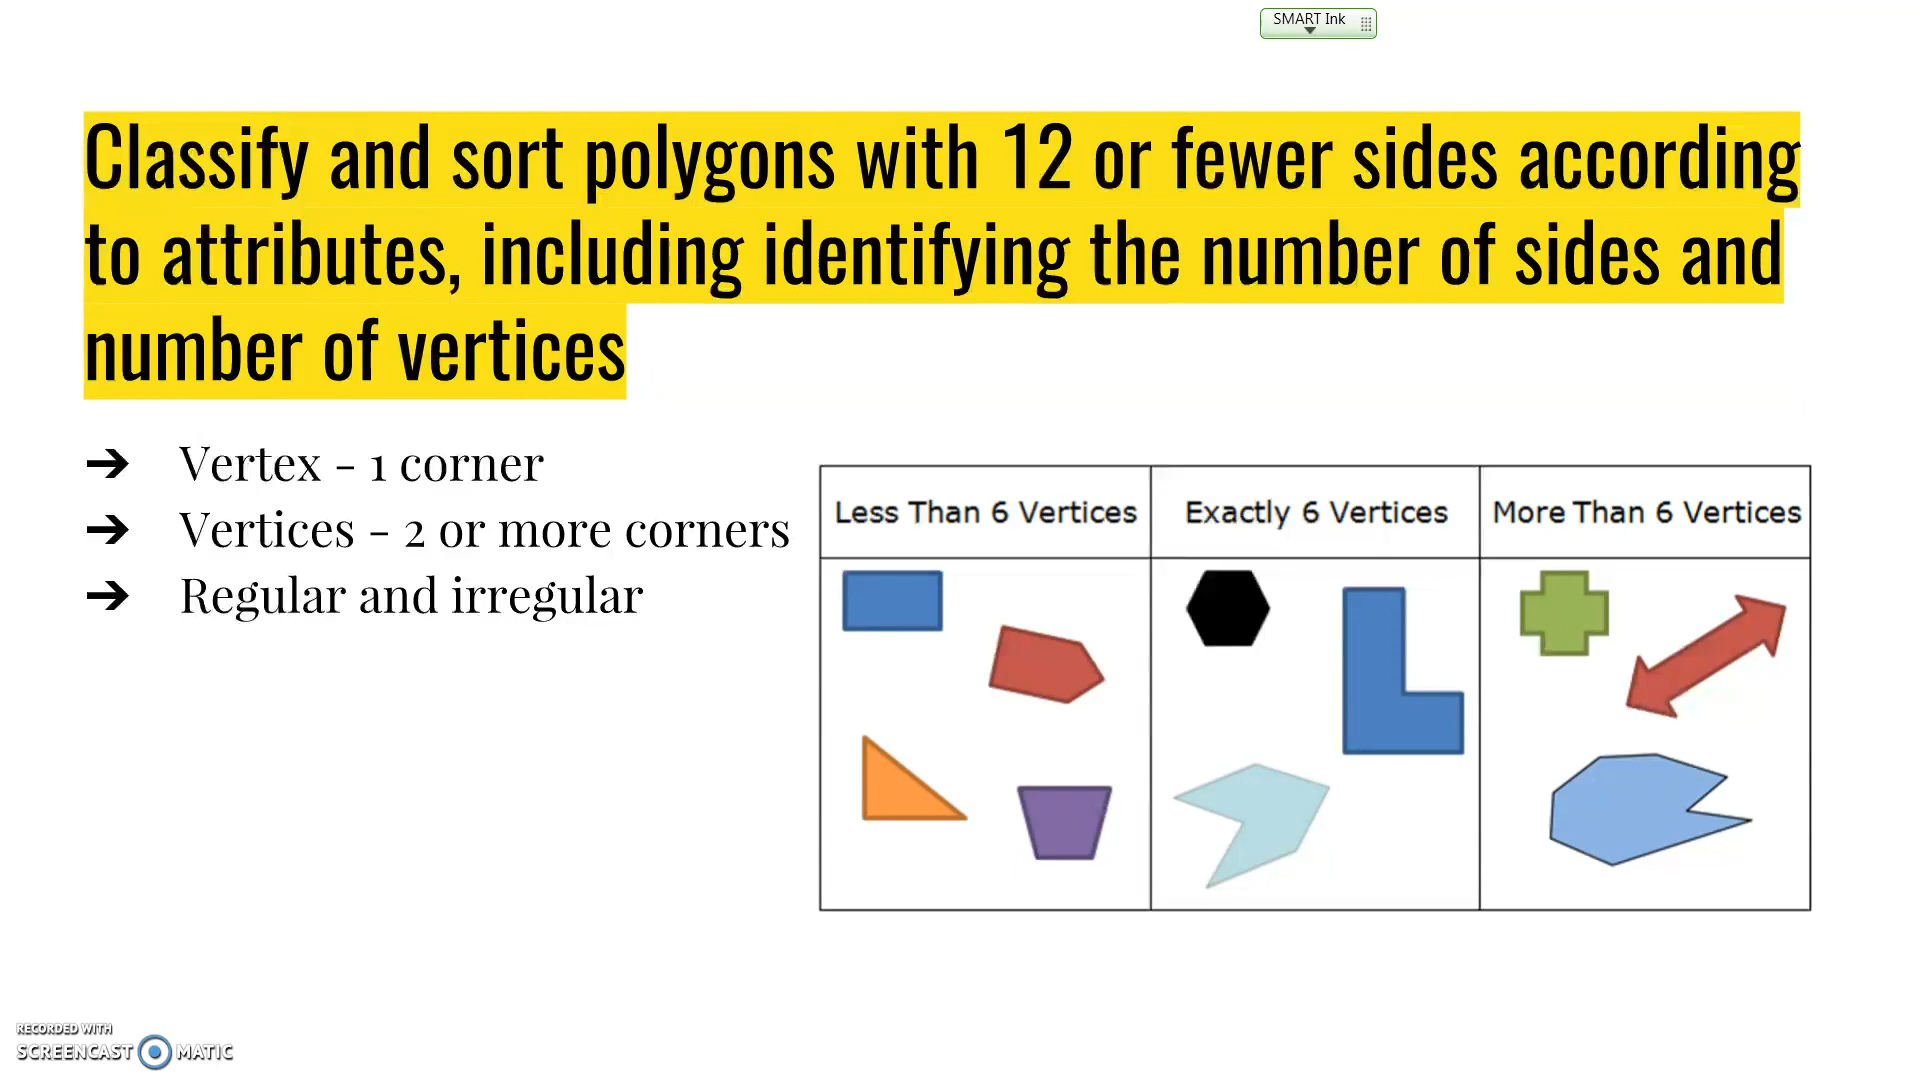 SMART Ink
Classify and sort polygons with 12 or fewer sides according
to attributes, including identifying the number of sides and
number of vertices
➔ Vertex - 1 corner
➔ Vertices - 2 or more corners
➔ Regular and irregular
Less Than 6 Vertices
Exactly 6 Vertices
More Than 6 Vertices
RECORDED WITH
SCREENCAST MATIC